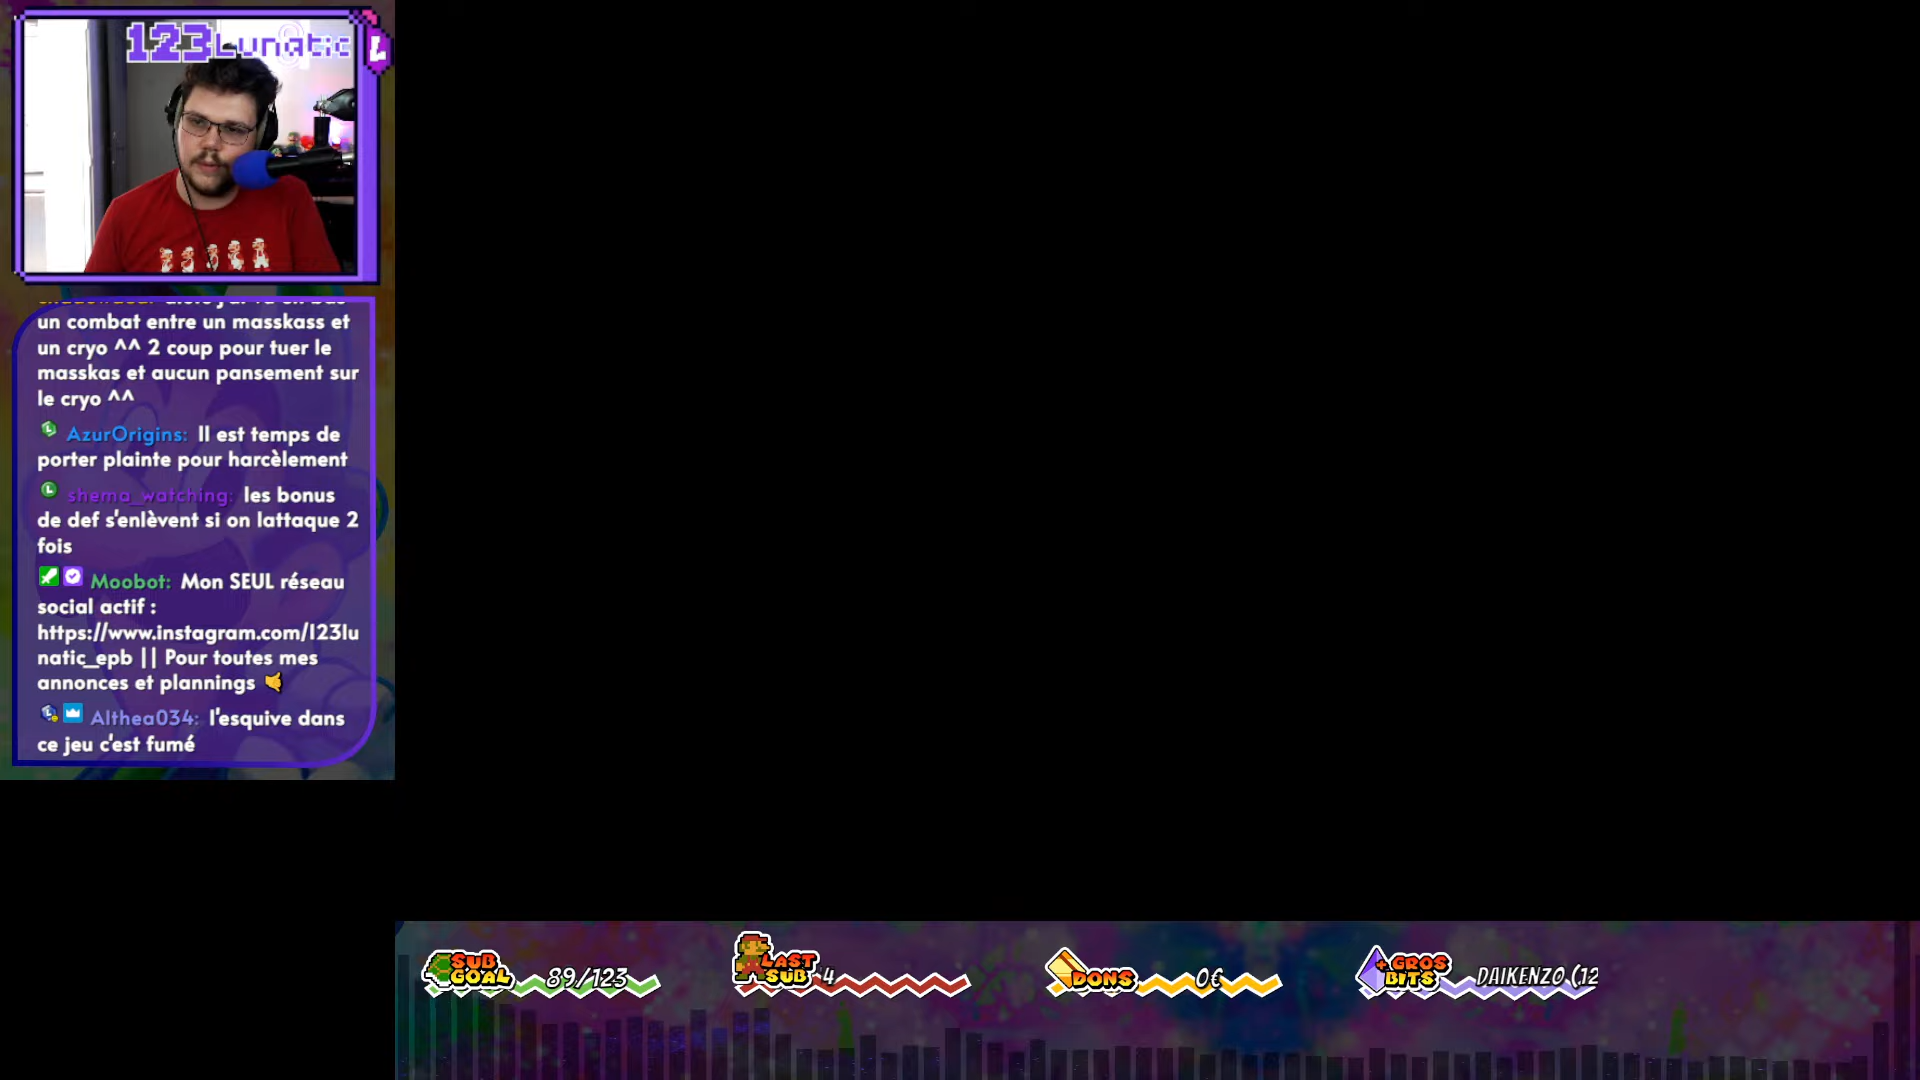 123Lunatic
un combat entre un masskass et
un cryo ^^ 2 coup pour tuer le
masskas et aucun pansement sur
le cryo ^^
AzurOrigins: Il est temps de
porter plainte pour harcèlement
shema_watching: les bonus
de def s'enlèvent si on lattaque 2
fois
Moobot: Mon SEUL réseau
social actif :
https://www.instagram.com/123lu
natic_epb || Pour toutes mes
annonces et plannings
Althea034: l'esquive dans
ce jeu c'est fumé
SUB GOAL 89/123
LAST SUB 4
DONS 0€
+ GROS BITS DAIKENZO (12